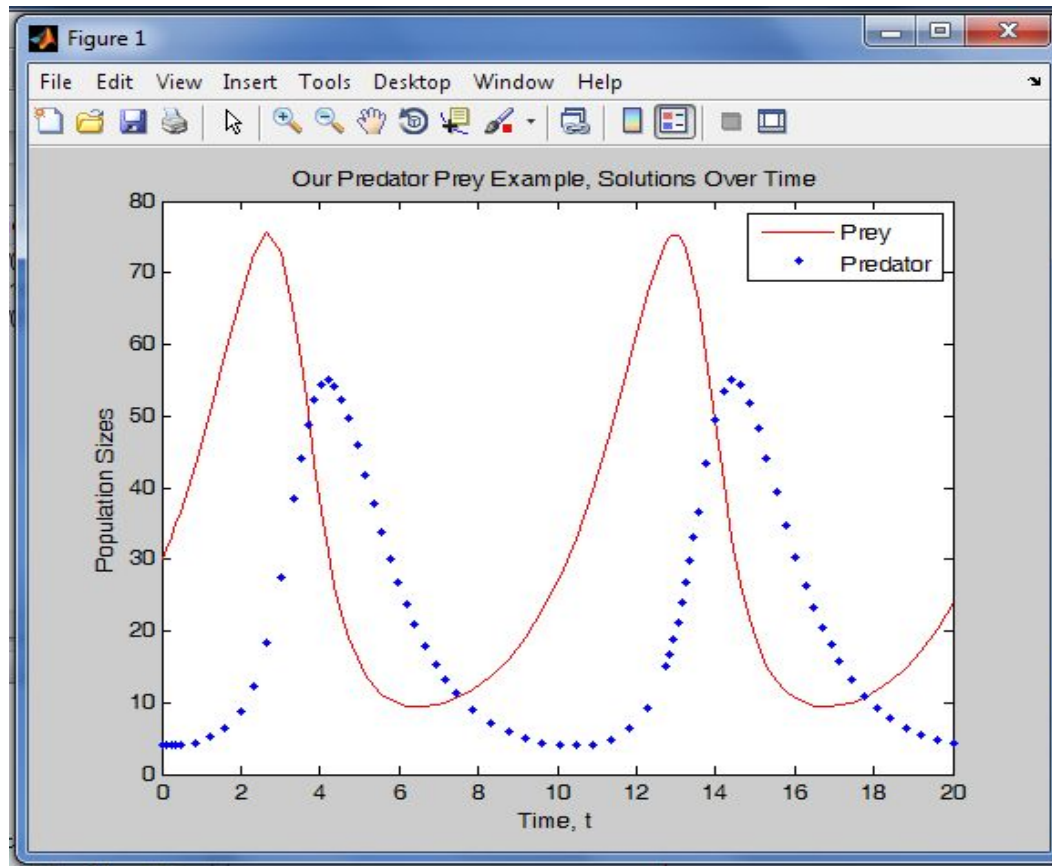 Figure 1
File Edit View Insert Tools Desktop Window Help
Our Predator Prey Example, Solutions Over Time
Prey
Predator
Population Sizes
80
70
60
50
40
30
20
10
0
0 2 4 6 8 10 12 14 16 18 20
Time, t